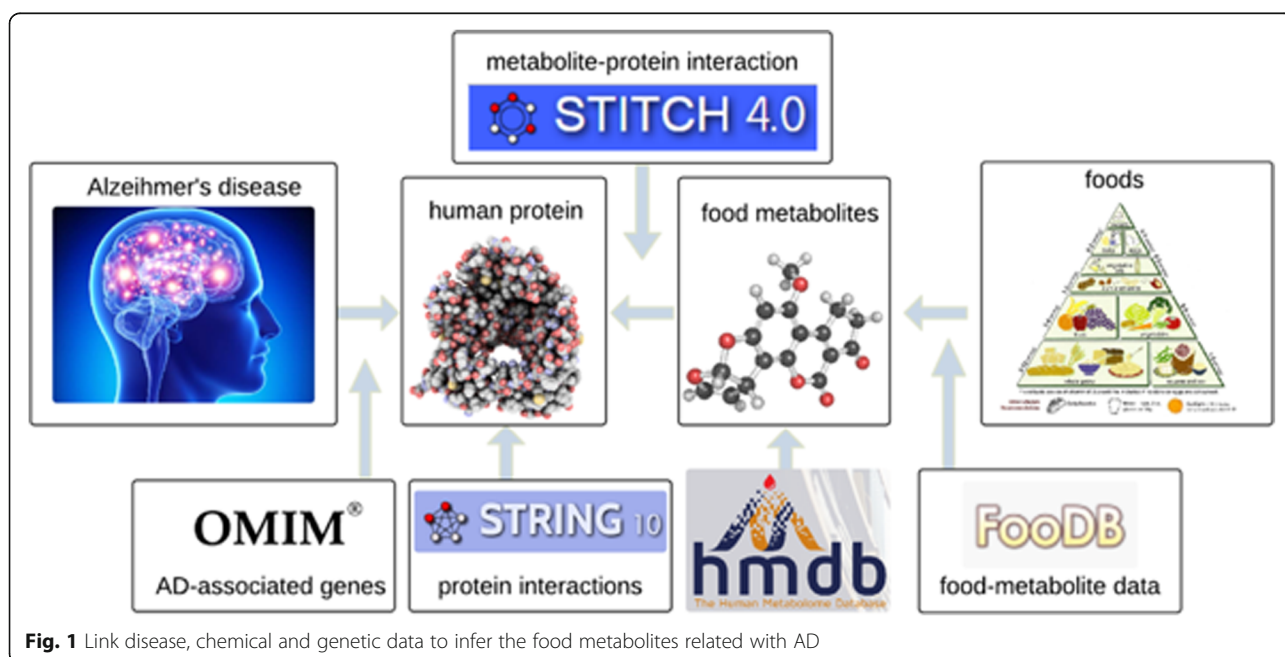 metabolite-protein interaction
STITCH 4.0
Alzeihmer's disease
human protein
food metabolites
foods
OMIM®
AD-associated genes
STRING 10
protein interactions
hmdb
The Human Metabolome Database
FooDB
food-metabolite data
Fig. 1 Link disease, chemical and genetic data to infer the food metabolites related with AD